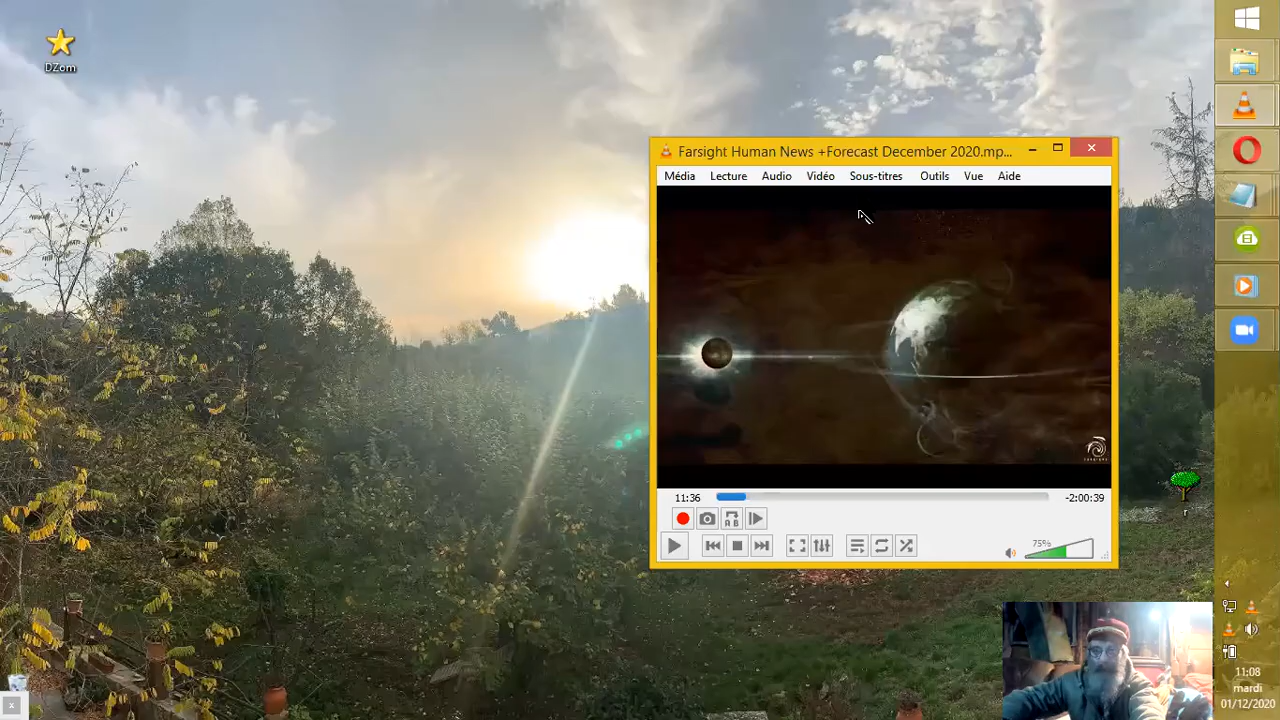 DZom
Farsight Human News +Forecast December 2020.mp...
Média Lecture Audio Vidéo Sous-titres Outils Vue Aide
11:36
-2:00:39
A B
75%
11:08
mardi
01/12/2020